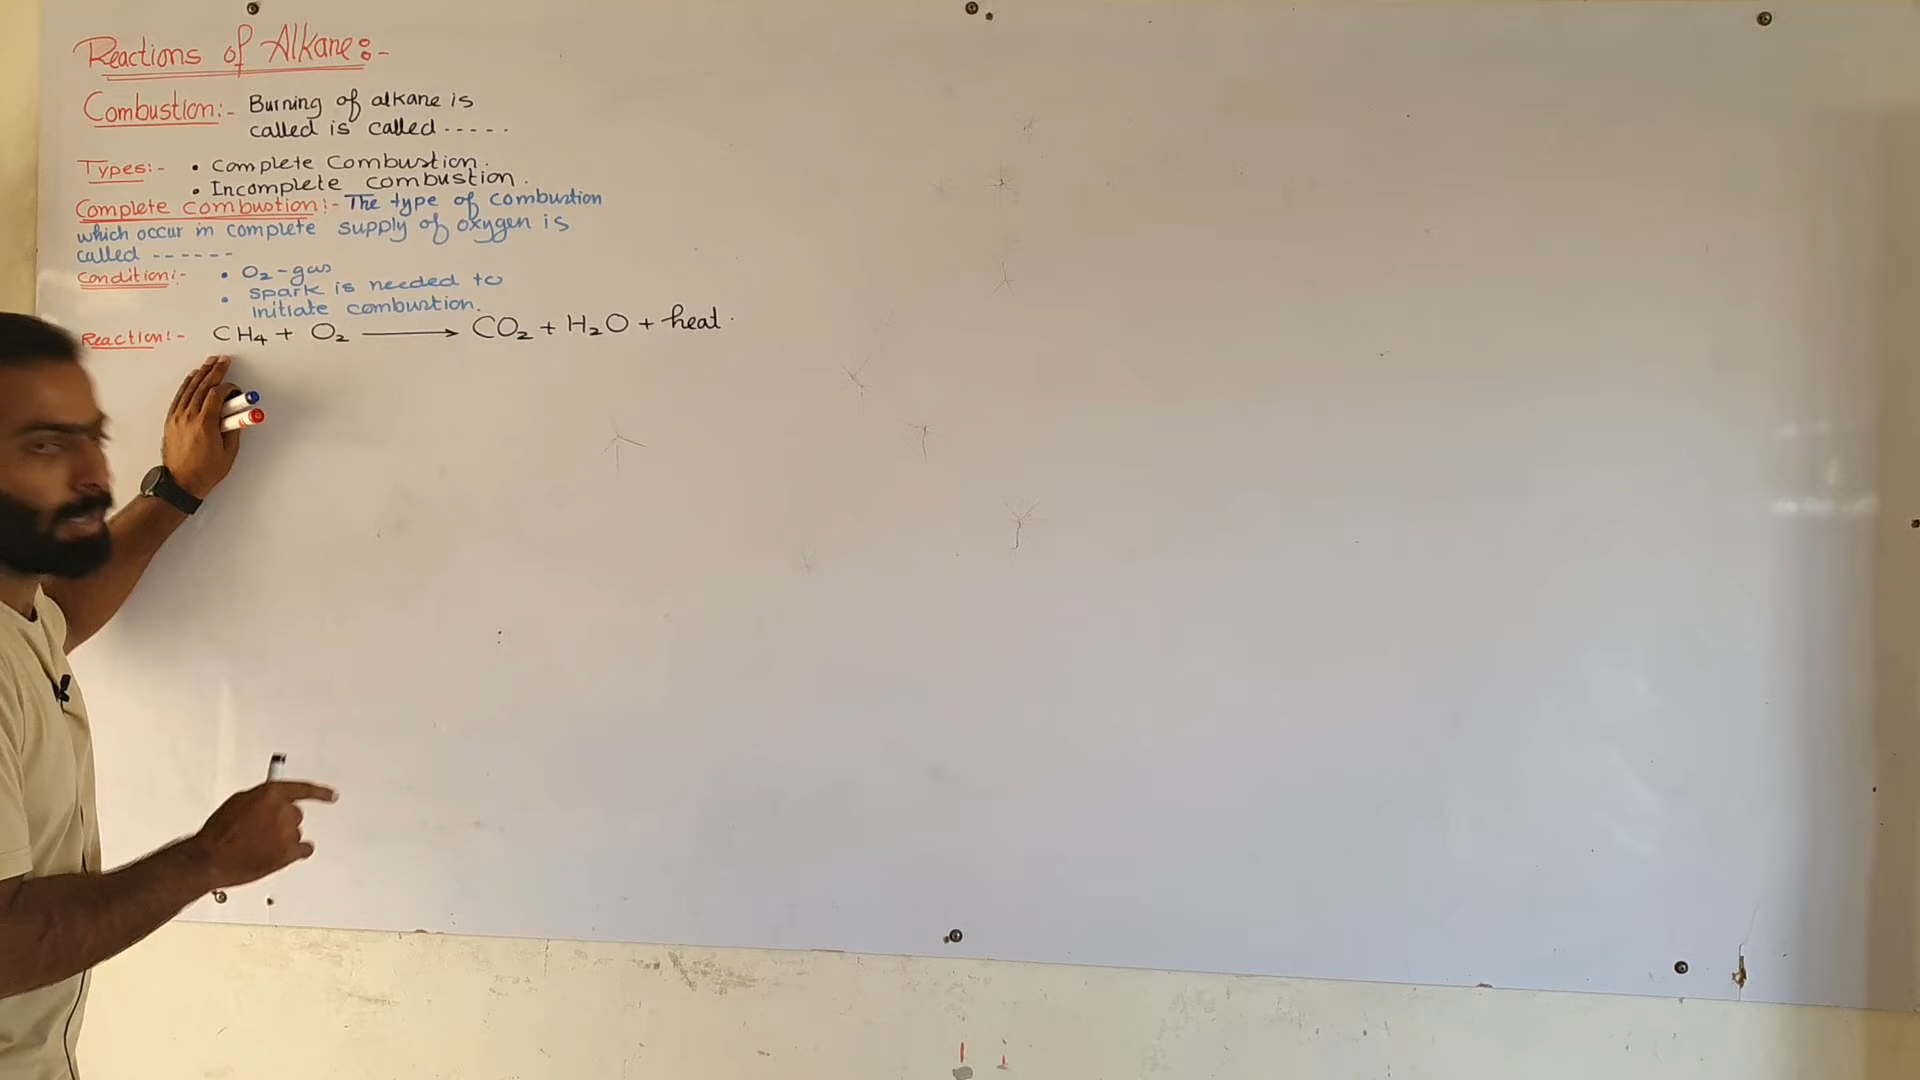 Reactions of Alkane:-
Combustion:- Burning of alkane is
called is called -----
Types:- • Complete Combustion.
• Incomplete combustion.
Complete combustion:- The type of combustion
which occur in complete supply of oxygen is
called ------
Condition:- • O₂-gas
• Spark is needed to
initiate combustion.
Reaction:- CH₄ + O₂ ⟶ CO₂ + H₂O + heat.